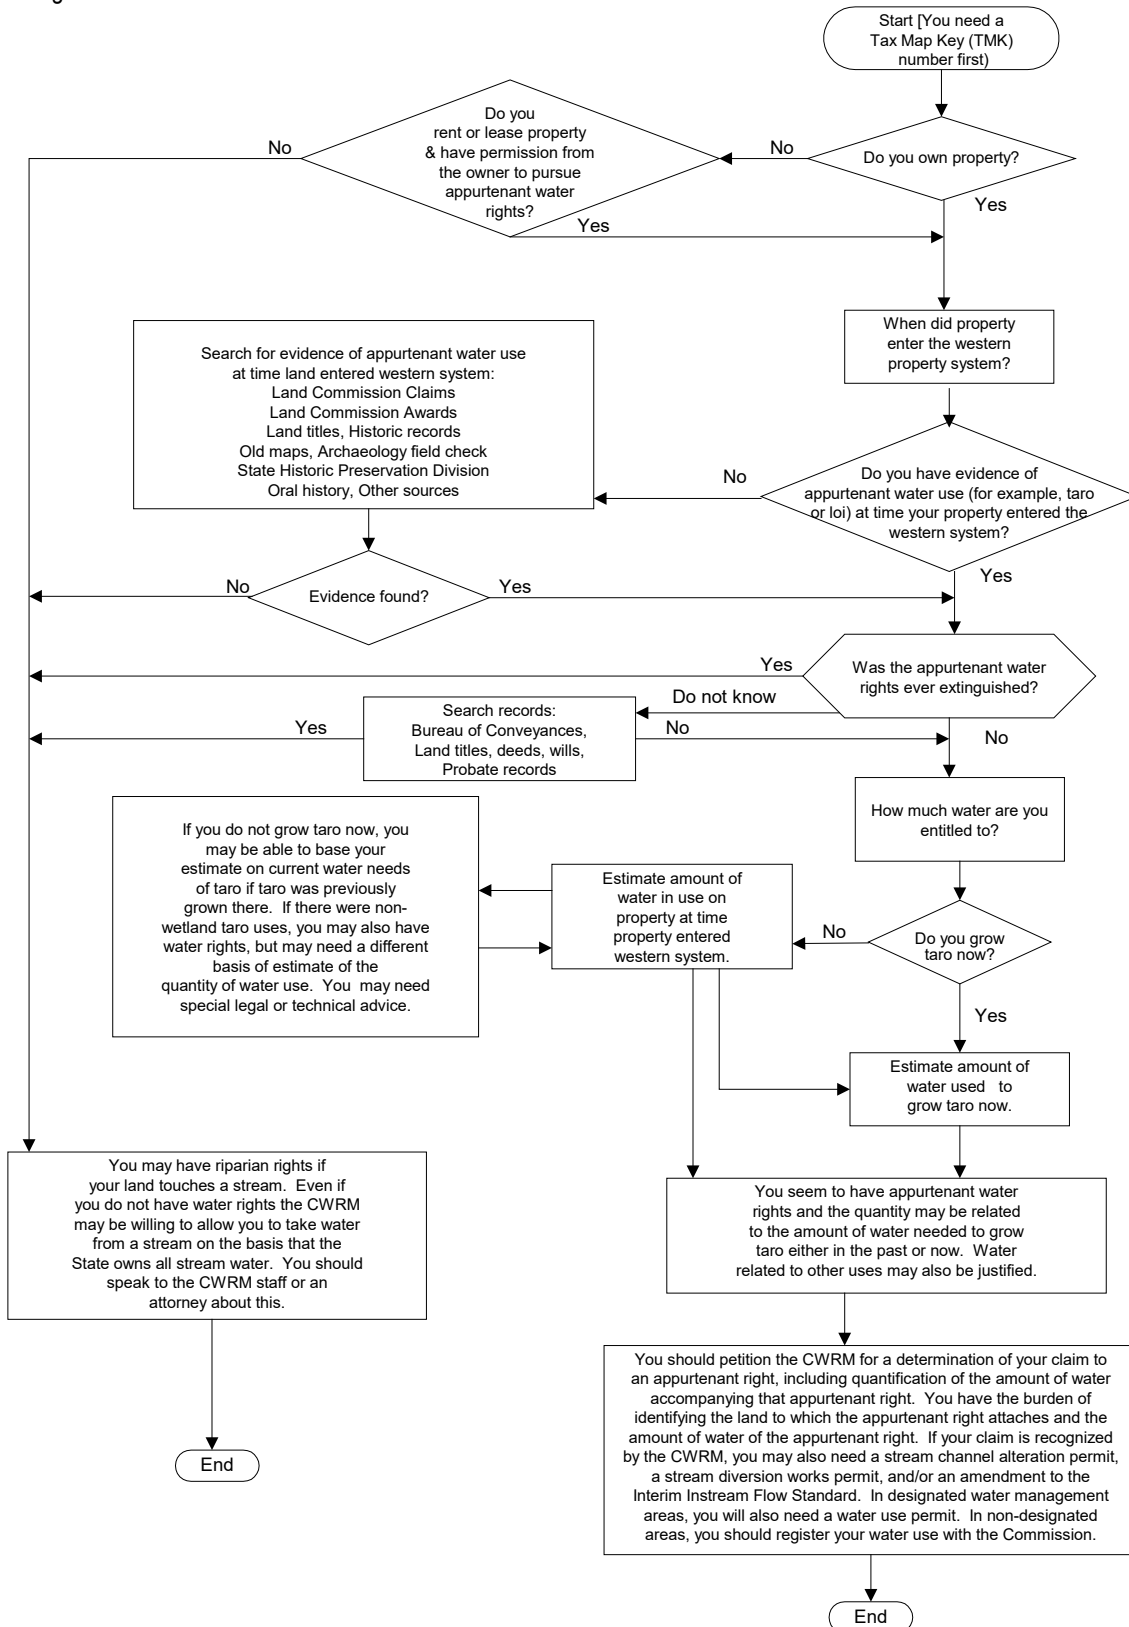 Start [You need a
Tax Map Key (TMK)
number first)
Do you
rent or lease property
& have permission from
the owner to pursue
appurtenant water
rights?
No
No
Do you own property?
Yes
Yes
When did property
enter the western
property system?
Search for evidence of appurtenant water use
at time land entered western system:
Land Commission Claims
Land Commission Awards
Land titles, Historic records
Old maps, Archaeology field check
State Historic Preservation Division
Oral history, Other sources
No
Do you have evidence of
appurtenant water use (for example, taro
or loi) at time your property entered the
western system?
Yes
No
Evidence found?
Yes
Yes
Was the appurtenant water
rights ever extinguished?
Do not know
Yes
Search records:
Bureau of Conveyances,
Land titles, deeds, wills,
Probate records
No
No
How much water are you
entitled to?
If you do not grow taro now, you
may be able to base your
estimate on current water needs
of taro if taro was previously
grown there. If there were non-
wetland taro uses, you may also have
water rights, but may need a different
basis of estimate of the
quantity of water use. You may need
special legal or technical advice.
Estimate amount of
water in use on
property at time
property entered
western system.
No
Do you grow
taro now?
Yes
Estimate amount of
water used to
grow taro now.
You may have riparian rights if
your land touches a stream. Even if
you do not have water rights the CWRM
may be willing to allow you to take water
from a stream on the basis that the
State owns all stream water. You should
speak to the CWRM staff or an
attorney about this.
You seem to have appurtenant water
rights and the quantity may be related
to the amount of water needed to grow
taro either in the past or now. Water
related to other uses may also be justified.
You should petition the CWRM for a determination of your claim to
an appurtenant right, including quantification of the amount of water
accompanying that appurtenant right. You have the burden of
identifying the land to which the appurtenant right attaches and the
amount of water of the appurtenant right. If your claim is recognized
by the CWRM, you may also need a stream channel alteration permit,
a stream diversion works permit, and/or an amendment to the
Interim Instream Flow Standard. In designated water management
areas, you will also need a water use permit. In non-designated
areas, you should register your water use with the Commission.
End
End